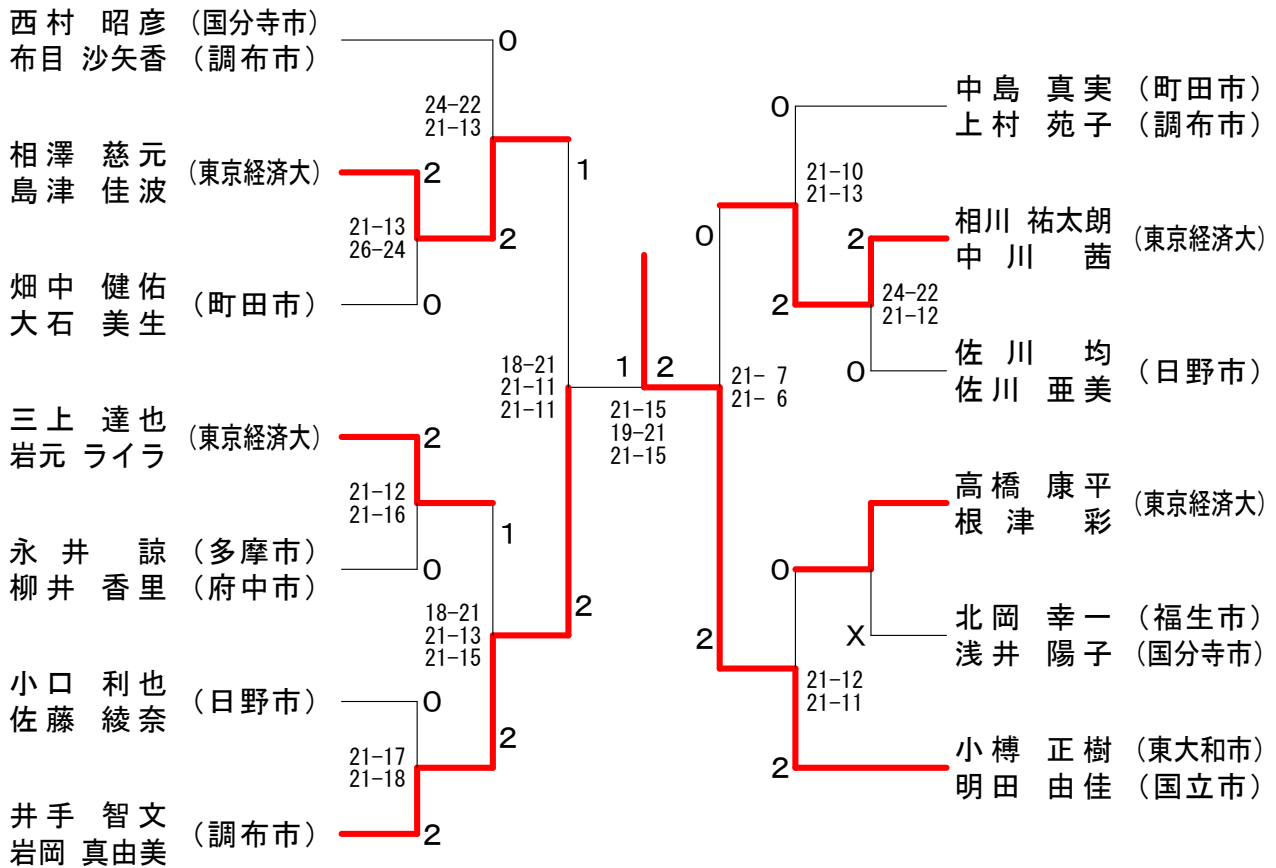 西村 昭彦 (国分寺市)
布目 沙矢香 (調布市)
0
24-22
21-13
相澤 慈元
島津 佳波
(東京経済大)
2
21-13
26-24
2
1
畑中 健佑
大石 美生
(町田市)
0
三上 達也
岩元 ライラ
(東京経済大)
2
21-12
21-16
1
永井 諒 (多摩市)
柳井 香里 (府中市)
0
18-21
21-13
21-15
2
小口 利也
佐藤 綾奈
(日野市)
0
21-17
21-18
2
井手 智文
岩岡 真由美
(調布市)
2
18-21
21-11
21-11
1
2
21-15
19-21
21-15
中島 真実 (町田市)
上村 苑子 (調布市)
0
21-10
21-13
0
相川 祐太朗
中川 茜
(東京経済大)
2
2
24-22
21-12
佐川 均
佐川 亜美
(日野市)
0
21- 7
21- 6
高橋 康平
根津 彩
(東京経済大)
0
北岡 幸一 (福生市)
浅井 陽子 (国分寺市)
X
2
21-12
21-11
小榑 正樹 (東大和市)
明田 由佳 (国立市)
2